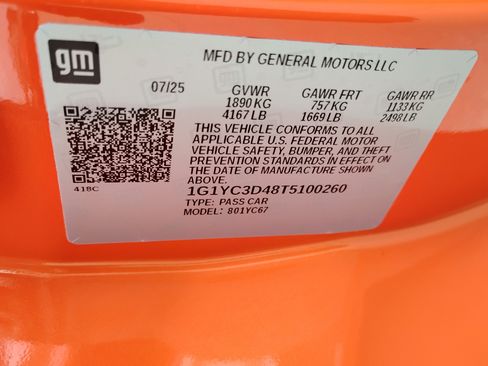 gm
MFD BY GENERAL MOTORS LLC
07/25 GVWR GAWR FRT GAWR RR
1890 KG 757 KG 1133 KG
4167 LB 1669 LB 2498 LB
THIS VEHICLE CONFORMS TO ALL
APPLICABLE U.S. FEDERAL MOTOR
VEHICLE SAFETY, BUMPER, AND THEFT
PREVENTION STANDARDS IN EFFECT ON
THE DATE OF MANUFACTURE SHOWN
ABOVE.
418C
1G1YC3D48T5100260
TYPE: PASS CAR
MODEL: 801YC67